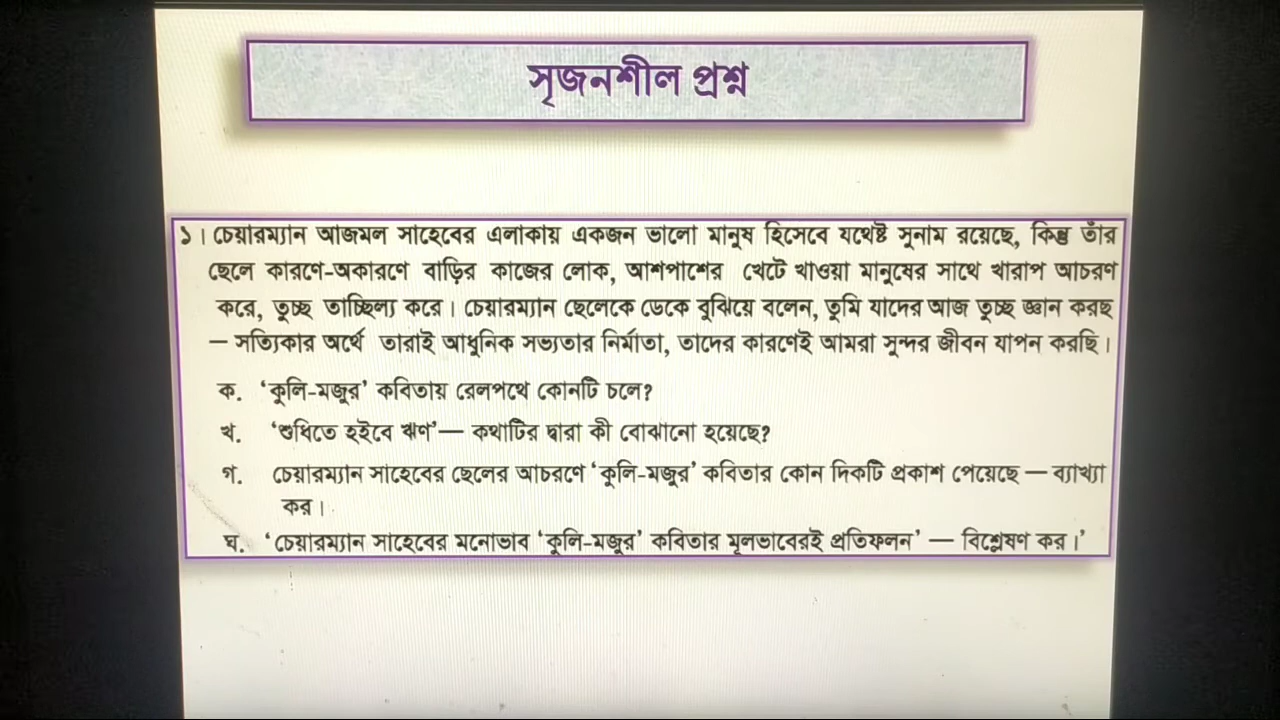 সৃজনশীল প্রশ্ন
১। চেয়ারম্যান আজমল সাহেবের এলাকায় একজন ভালো মানুষ হিসেবে যথেষ্ট সুনাম রয়েছে, কিন্তু তাঁর
ছেলে কারণে-অকারণে বাড়ির কাজের লোক, আশপাশের খেটে খাওয়া মানুষের সাথে খারাপ আচরণ
করে, তুচ্ছ তাচ্ছিল্য করে। চেয়ারম্যান ছেলেকে ডেকে বুঝিয়ে বলেন, তুমি যাদের আজ তুচ্ছ জ্ঞান করছ
— সত্যিকার অর্থে তারাই আধুনিক সভ্যতার নির্মাতা, তাদের কারণেই আমরা সুন্দর জীবন যাপন করছি।
ক. ‘কুলি-মজুর’ কবিতায় রেলপথে কোনটি চলে?
খ. ‘শুধিতে হইবে ঋণ’— কথাটির দ্বারা কী বোঝানো হয়েছে?
গ. চেয়ারম্যান সাহেবের ছেলের আচরণে ‘কুলি-মজুর’ কবিতার কোন দিকটি প্রকাশ পেয়েছে — ব্যাখ্যা
কর।
ঘ. ‘চেয়ারম্যান সাহেবের মনোভাব ‘কুলি-মজুর’ কবিতার মূলভাবেরই প্রতিফলন’ — বিশ্লেষণ কর।’